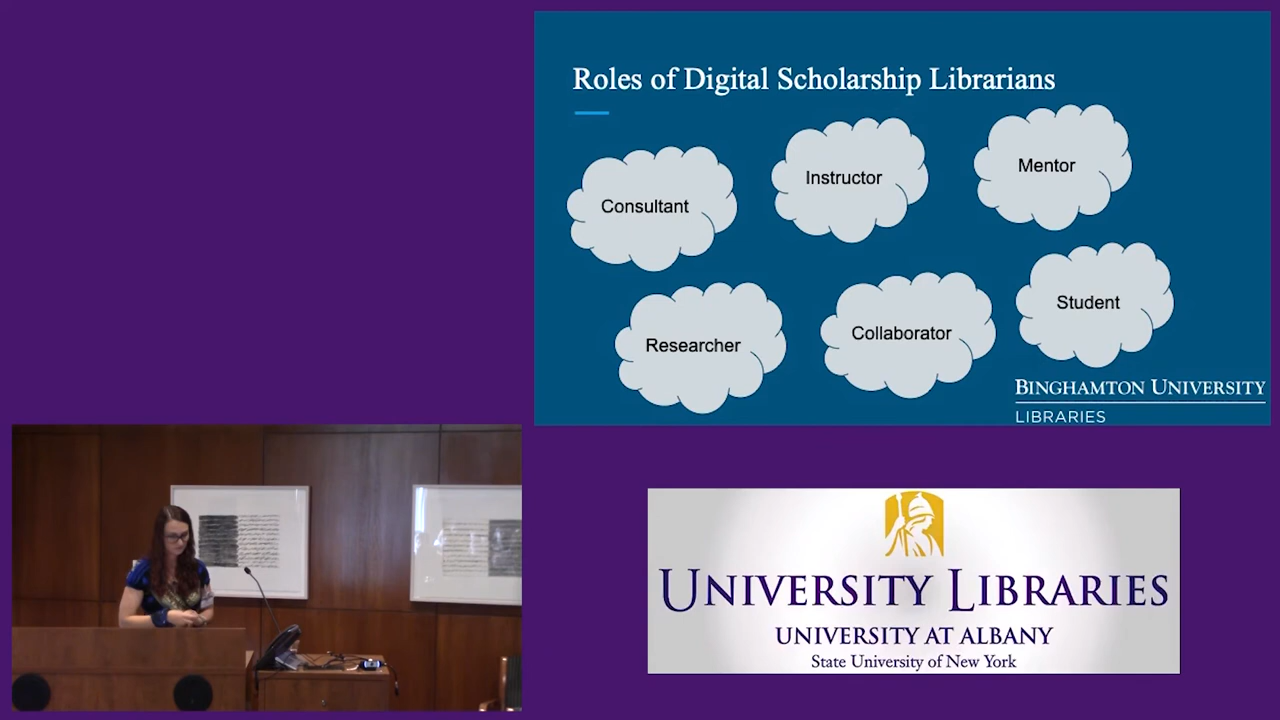 Roles of Digital Scholarship Librarians
Consultant
Instructor
Mentor
Researcher
Collaborator
Student
BINGHAMTON UNIVERSITY
LIBRARIES
UNIVERSITY LIBRARIES
UNIVERSITY AT ALBANY
State University of New York